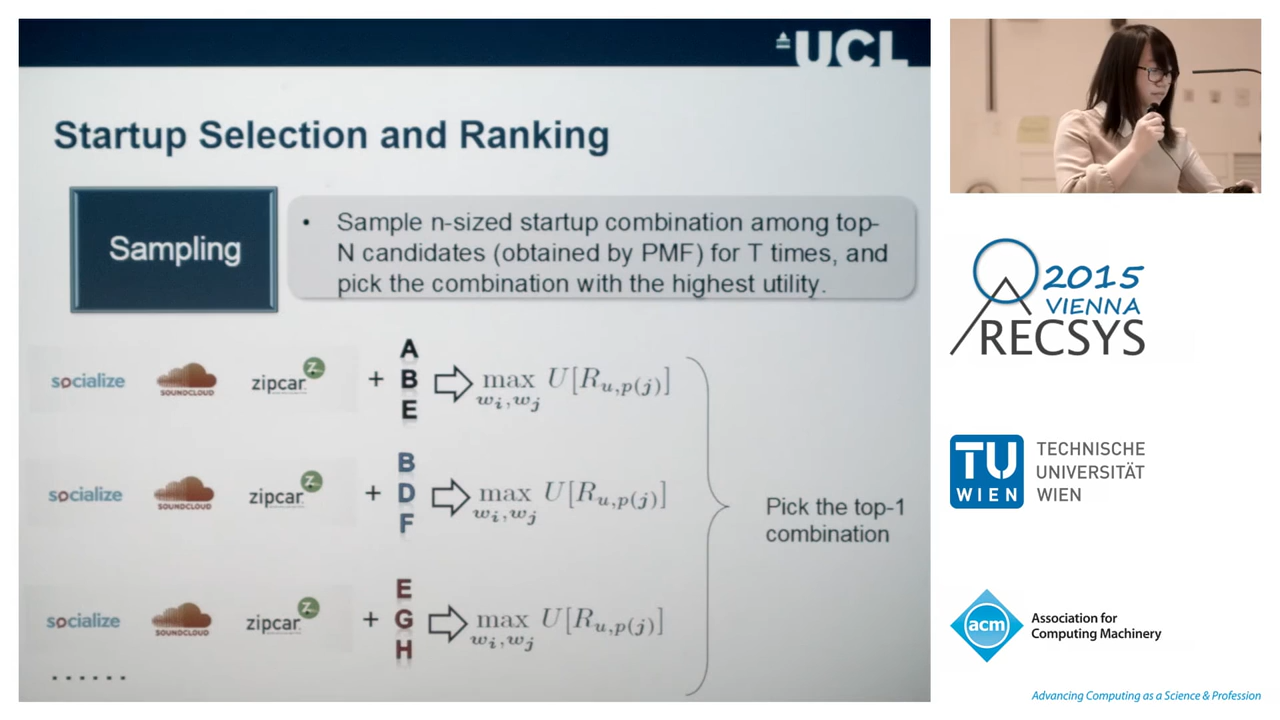 UCL
Startup Selection and Ranking
Sampling
• Sample n-sized startup combination among top-
N candidates (obtained by PMF) for T times, and
pick the combination with the highest utility.
socialize SOUNDCLOUD zipcar Z + A B E ⇨ max U[R_{u,p(j)}]
w_i,w_j
socialize SOUNDCLOUD zipcar Z + B D F ⇨ max U[R_{u,p(j)}]
w_i,w_j
socialize SOUNDCLOUD zipcar Z + E G H ⇨ max U[R_{u,p(j)}]
w_i,w_j
......
Pick the top-1
combination
2015
VIENNA
RECSYS
TU
WIEN
TECHNISCHE
UNIVERSITÄT
WIEN
acm
Association for
Computing Machinery
Advancing Computing as a Science & Profession